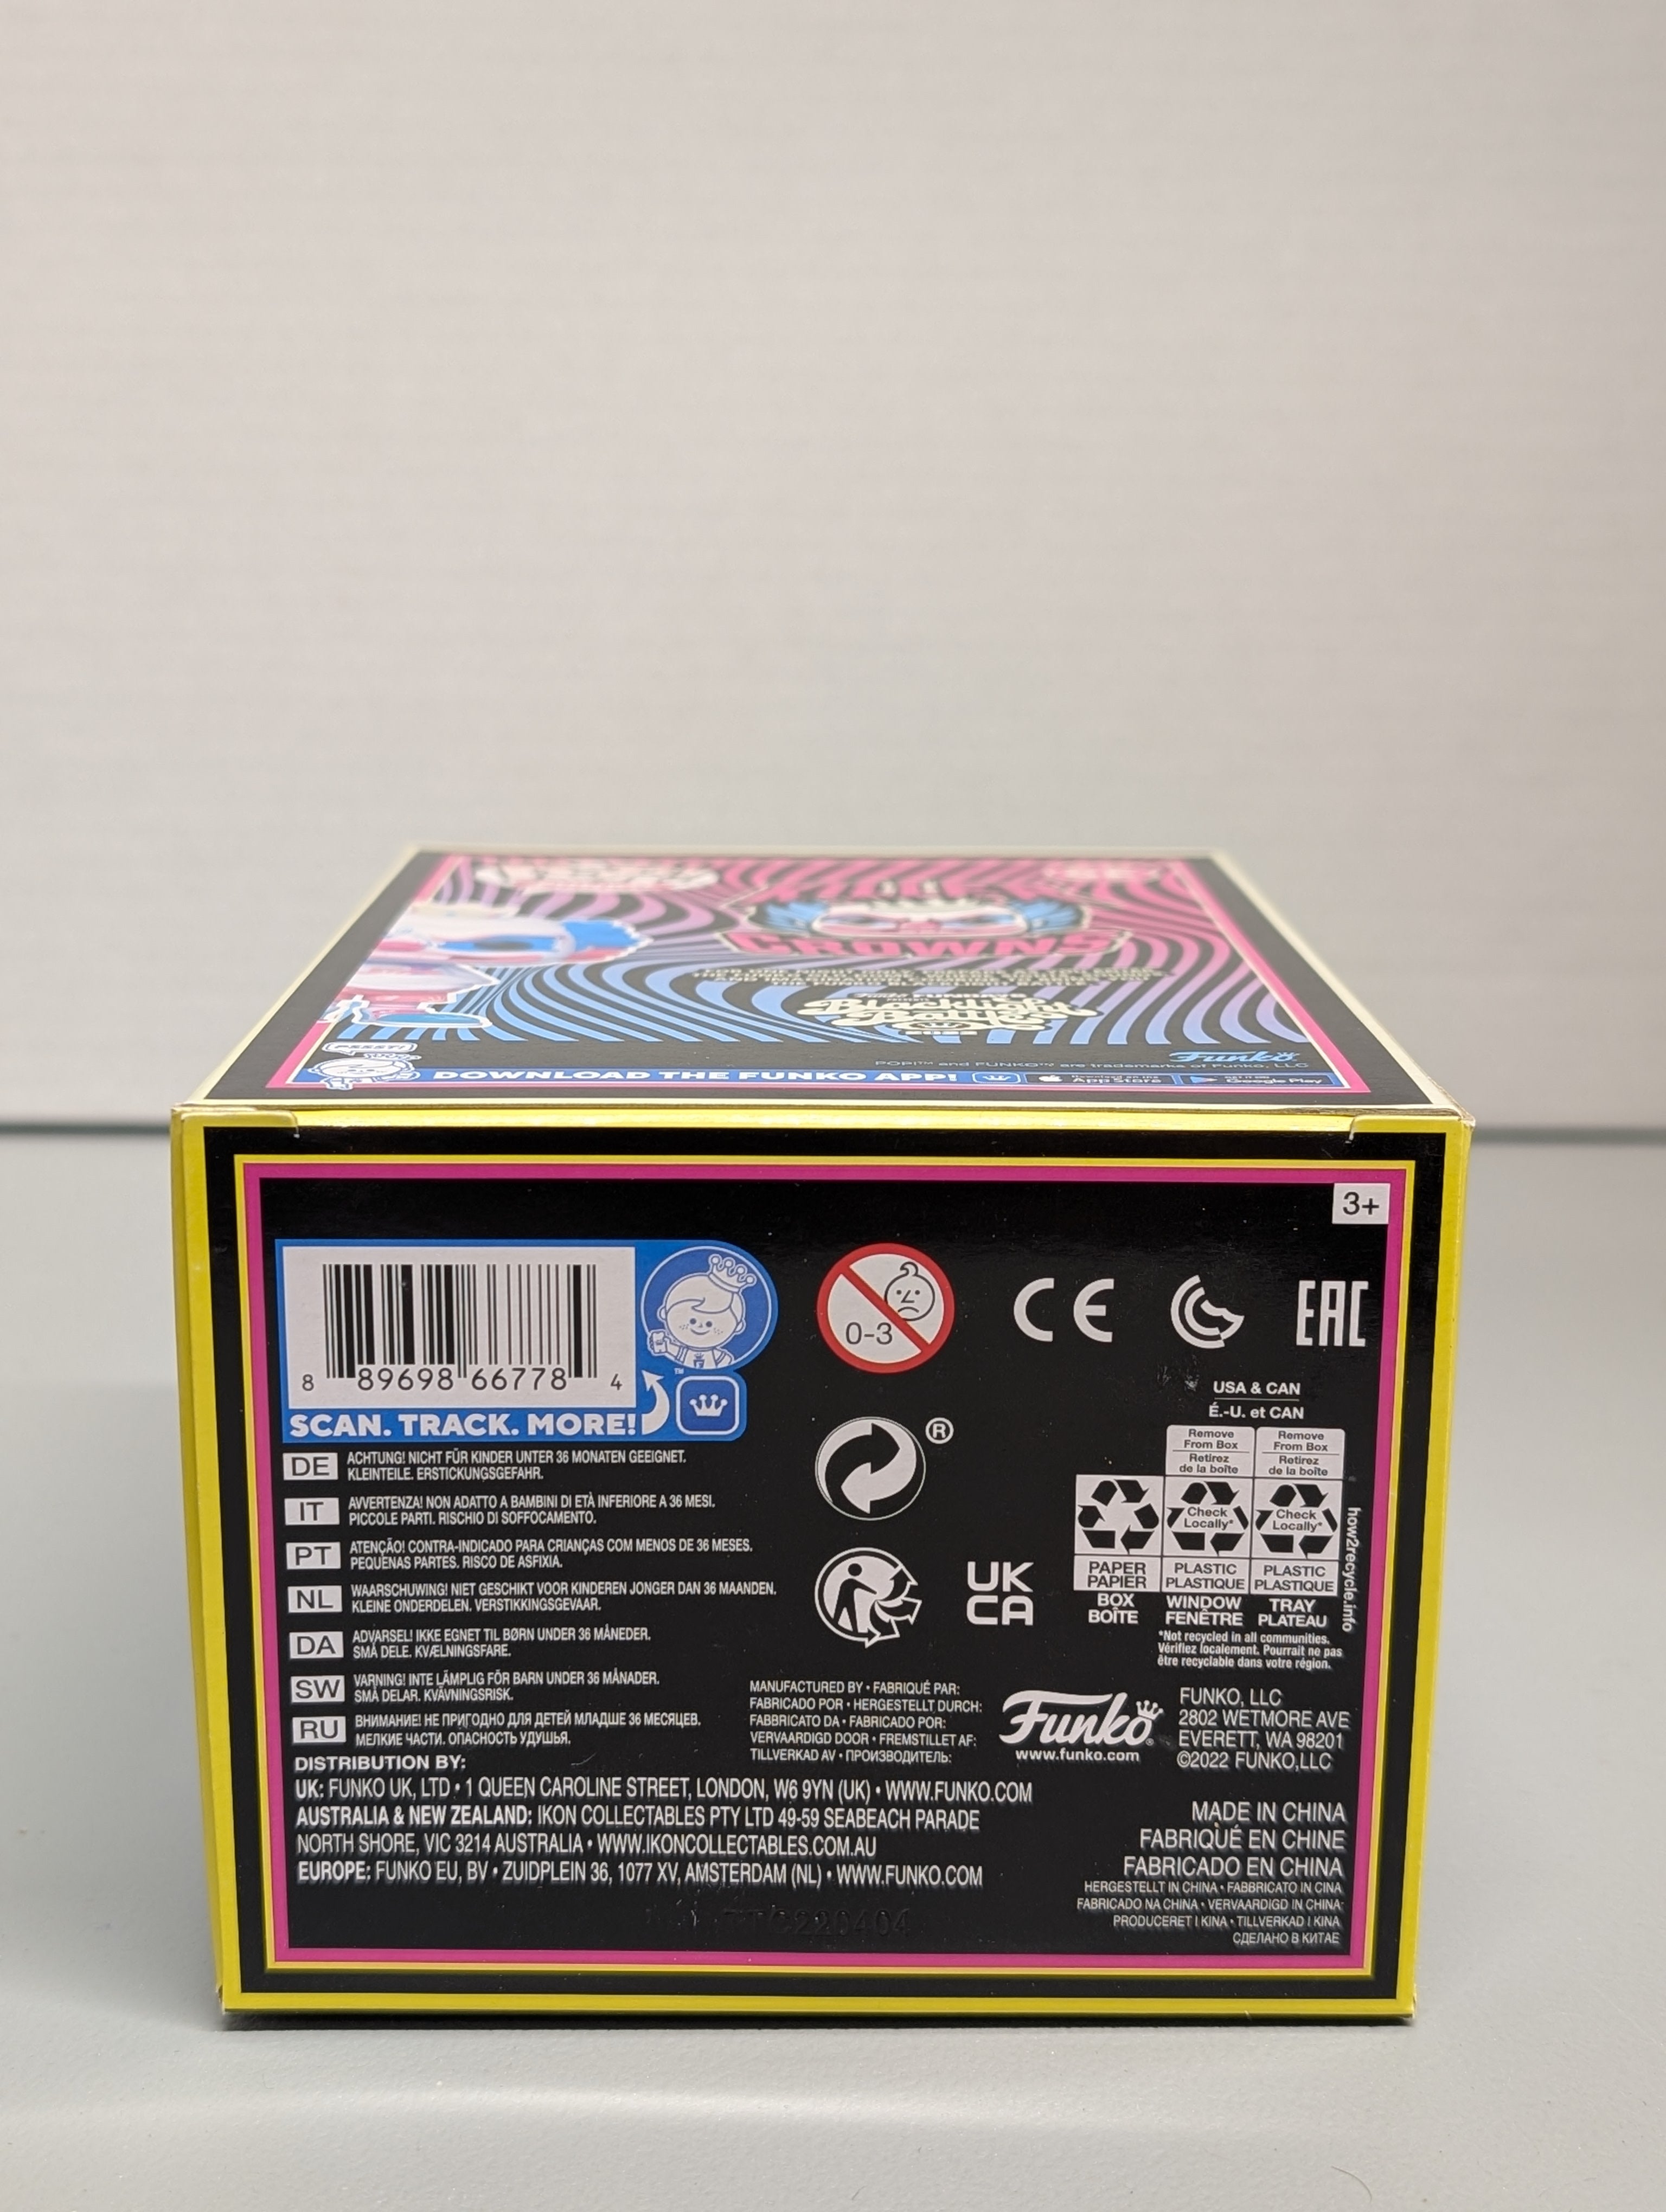 CROWNS
Funko FUNDAYS
Blacklight
Battle
PSSST!
Funko
POP!™ and FUNKO™ are trademarks of Funko, LLC
DOWNLOAD THE FUNKO APP!
App Store
Google Play
3+
8 89698 66778 4
™
SCAN. TRACK. MORE!
0-3
CE
EAC
USA & CAN
É.-U. et CAN
®
Remove
From Box
Retirez
de la boîte
Remove
From Box
Retirez
de la boîte
Check
Locally*
Check
Locally*
PAPER
PAPIER
PLASTIC
PLASTIQUE
PLASTIC
PLASTIQUE
BOX
BOÎTE
WINDOW
FENÊTRE
TRAY
PLATEAU
how2recycle.info
*Not recycled in all communities.
Vérifiez localement. Pourrait ne pas
être recyclable dans votre région.
UK
CA
DE ACHTUNG! NICHT FÜR KINDER UNTER 36 MONATEN GEEIGNET.
KLEINTEILE. ERSTICKUNGSGEFAHR.
IT AVVERTENZA! NON ADATTO A BAMBINI DI ETÀ INFERIORE A 36 MESI.
PICCOLE PARTI. RISCHIO DI SOFFOCAMENTO.
PT ATENÇÃO! CONTRA-INDICADO PARA CRIANÇAS COM MENOS DE 36 MESES.
PEQUENAS PARTES. RISCO DE ASFIXIA.
NL WAARSCHUWING! NIET GESCHIKT VOOR KINDEREN JONGER DAN 36 MAANDEN.
KLEINE ONDERDELEN. VERSTIKKINGSGEVAAR.
DA ADVARSEL! IKKE EGNET TIL BØRN UNDER 36 MÅNEDER.
SMÅ DELE. KVÆLNINGSFARE.
SW VARNING! INTE LÄMPLIG FÖR BARN UNDER 36 MÅNADER.
SMÅ DELAR. KVÄVNINGSRISK.
RU ВНИМАНИЕ! НЕ ПРИГОДНО ДЛЯ ДЕТЕЙ МЛАДШЕ 36 МЕСЯЦЕВ.
МЕЛКИЕ ЧАСТИ. ОПАСНОСТЬ УДУШЬЯ.
MANUFACTURED BY • FABRIQUÉ PAR:
FABRICADO POR • HERGESTELLT DURCH:
FABBRICATO DA • FABRICADO POR:
VERVAARDIGD DOOR • FREMSTILLET AF:
TILLVERKAD AV • ПРОИЗВОДИТЕЛЬ:
Funko®
www.funko.com
FUNKO, LLC
2802 WETMORE AVE
EVERETT, WA 98201
©2022 FUNKO,LLC
DISTRIBUTION BY:
UK: FUNKO UK, LTD • 1 QUEEN CAROLINE STREET, LONDON, W6 9YN (UK) • WWW.FUNKO.COM
AUSTRALIA & NEW ZEALAND: IKON COLLECTABLES PTY LTD 49-59 SEABEACH PARADE
NORTH SHORE, VIC 3214 AUSTRALIA • WWW.IKONCOLLECTABLES.COM.AU
EUROPE: FUNKO EU, BV • ZUIDPLEIN 36, 1077 XV, AMSTERDAM (NL) • WWW.FUNKO.COM
MADE IN CHINA
FABRIQUÉ EN CHINE
FABRICADO EN CHINA
HERGESTELLT IN CHINA • FABBRICATO IN CINA
FABRICADO NA CHINA • VERVAARDIGD IN CHINA
PRODUCERET I KINA • TILLVERKAD I KINA
СДЕЛАНО В КИТАЕ